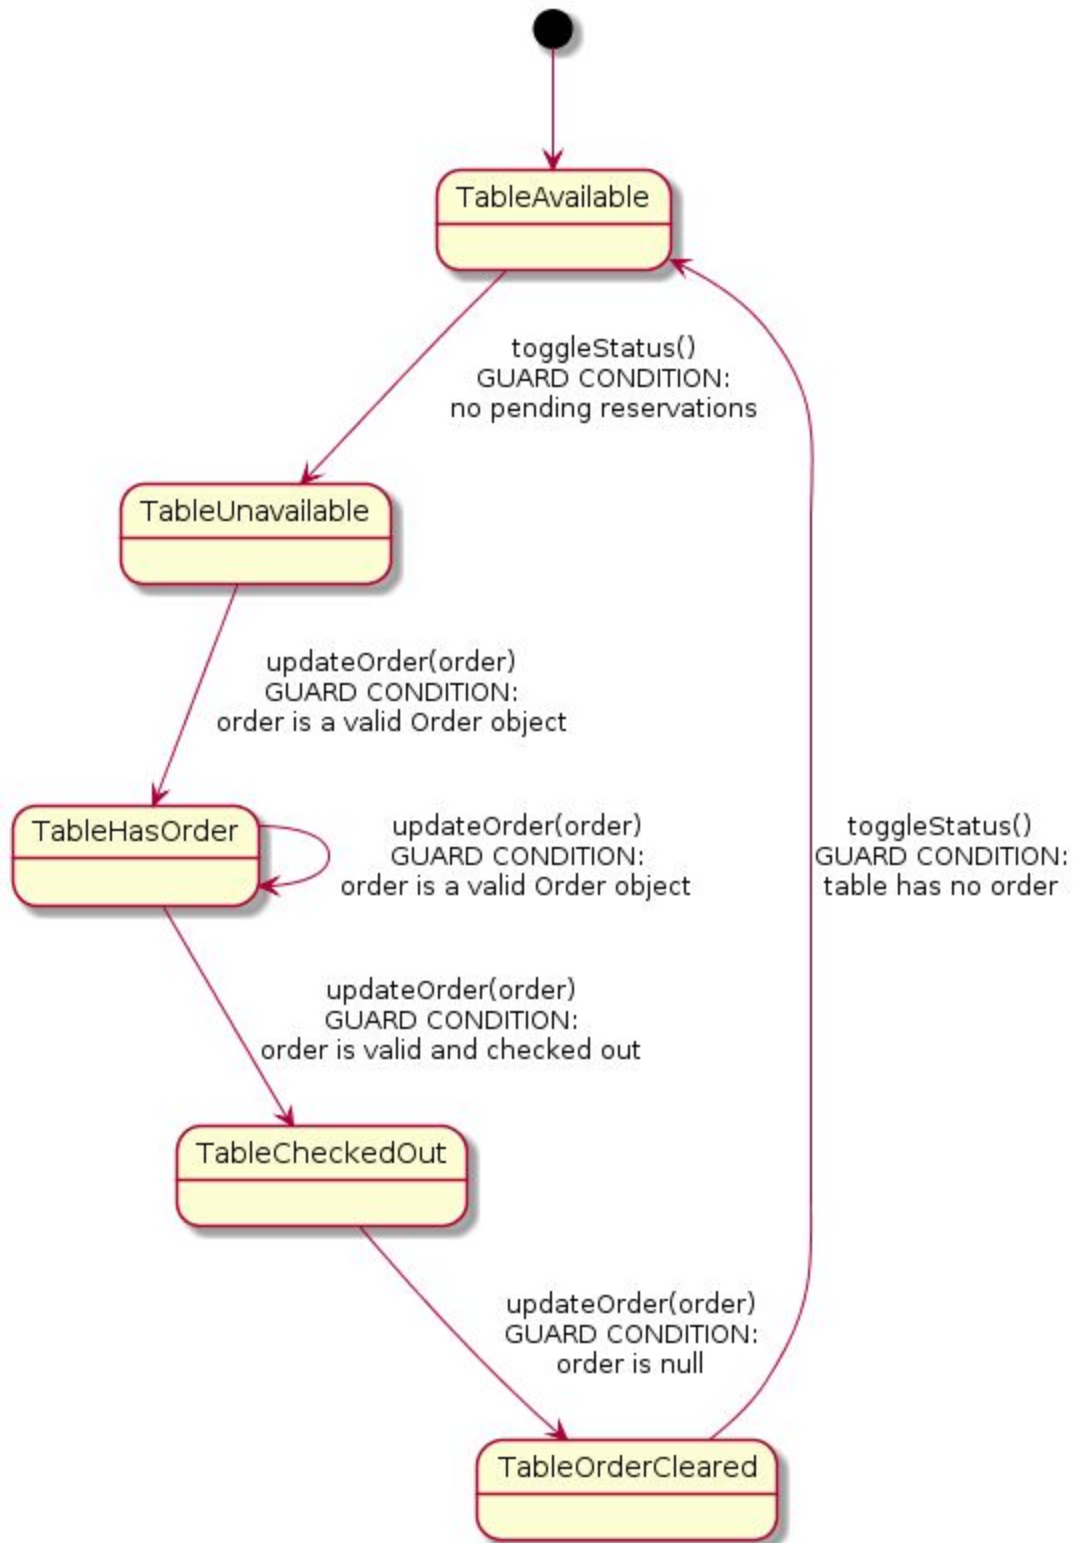 TableAvailable
toggleStatus()
GUARD CONDITION:
no pending reservations
TableUnavailable
updateOrder(order)
GUARD CONDITION:
order is a valid Order object
TableHasOrder
updateOrder(order)
GUARD CONDITION:
order is a valid Order object
toggleStatus()
GUARD CONDITION:
table has no order
updateOrder(order)
GUARD CONDITION:
order is valid and checked out
TableCheckedOut
updateOrder(order)
GUARD CONDITION:
order is null
TableOrderCleared